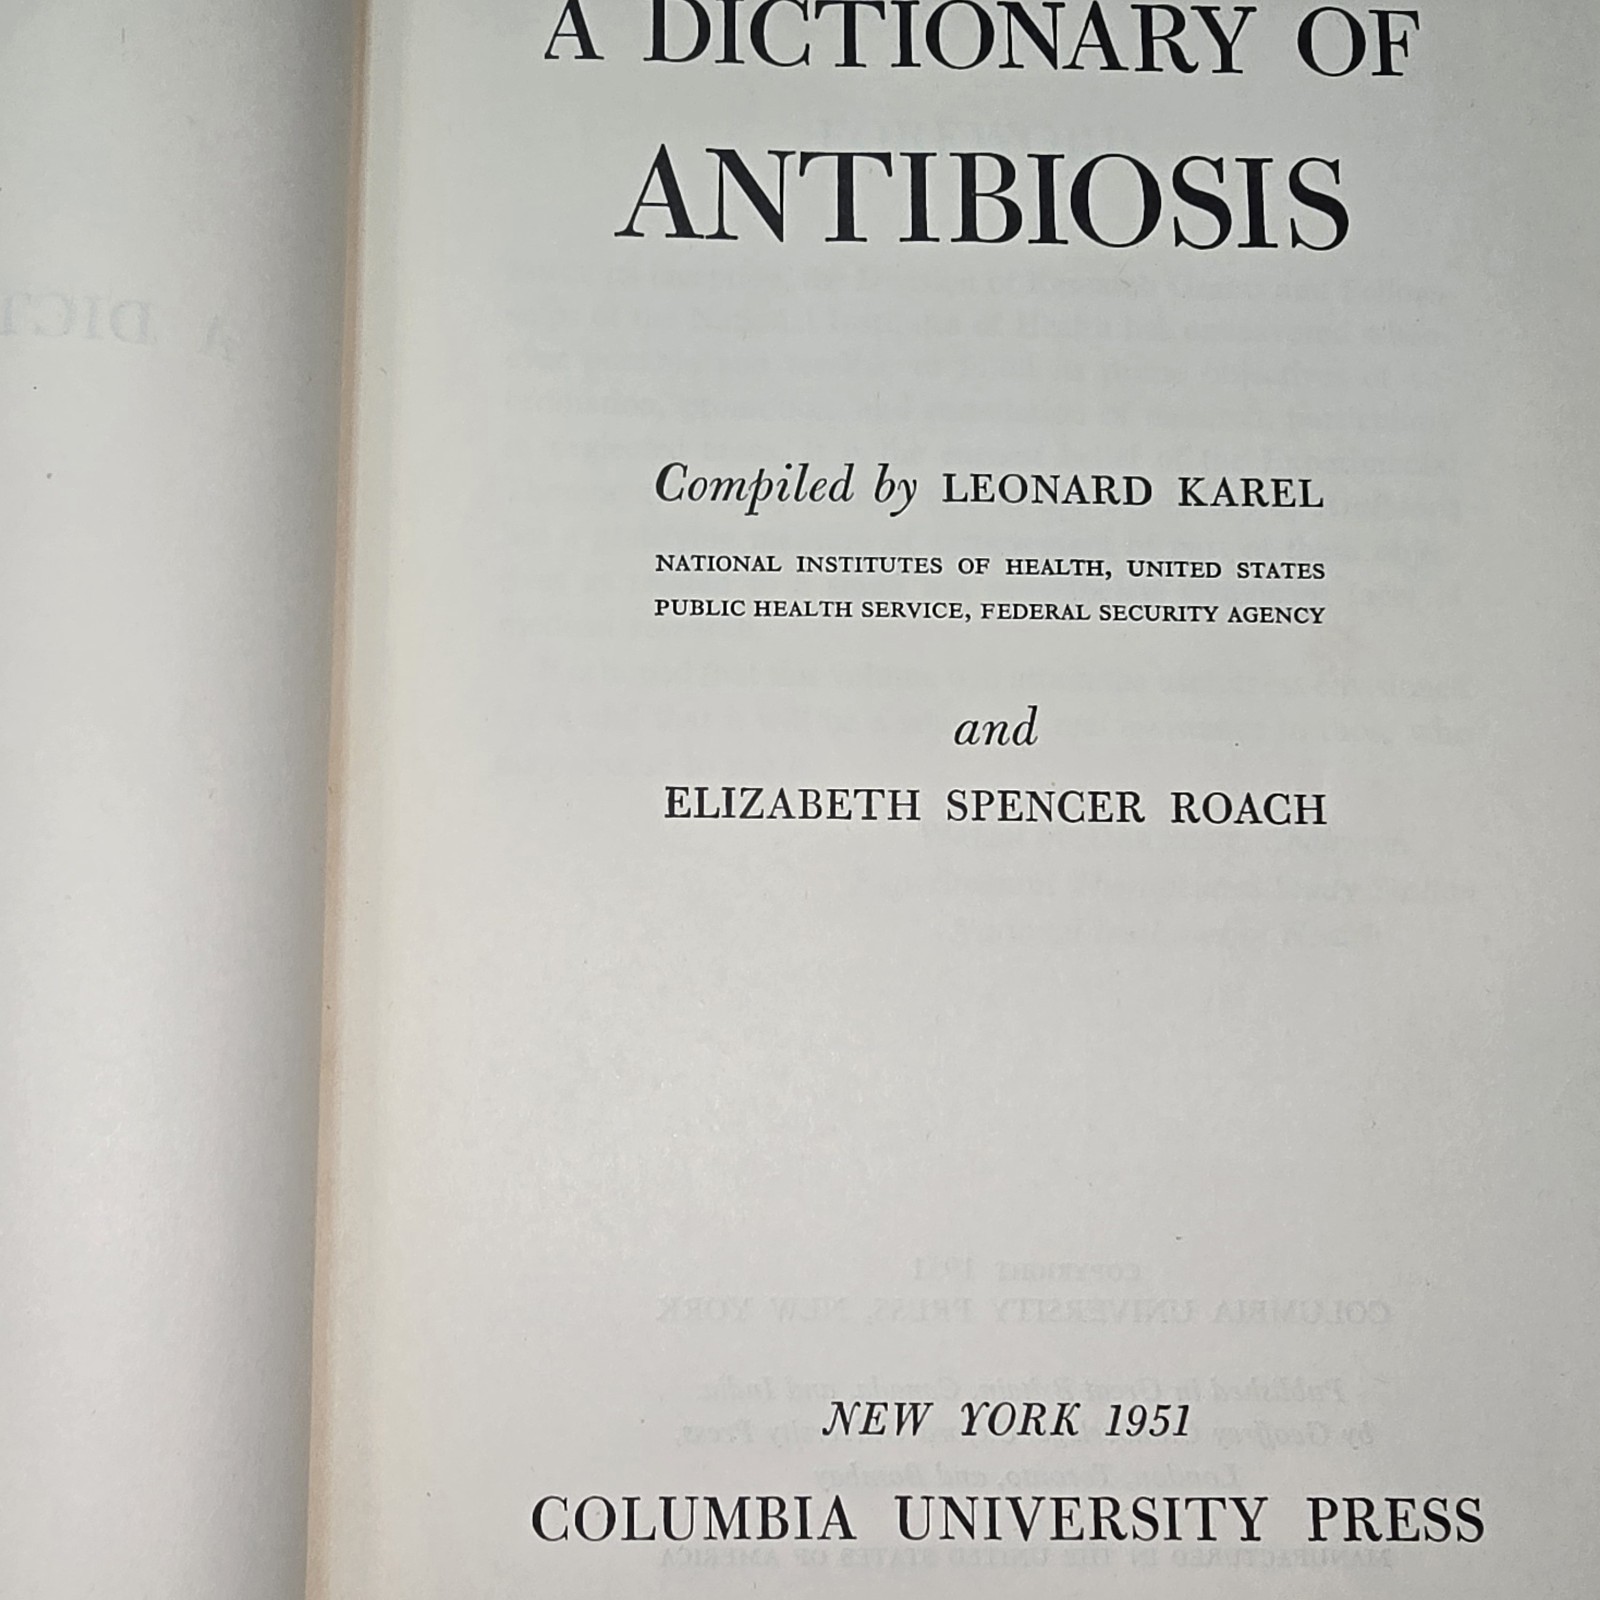 A DICTIONARY OF
ANTIBIOSIS
Compiled by LEONARD KAREL
NATIONAL INSTITUTES OF HEALTH, UNITED STATES
PUBLIC HEALTH SERVICE, FEDERAL SECURITY AGENCY
and
ELIZABETH SPENCER ROACH
NEW YORK 1951
COLUMBIA UNIVERSITY PRESS